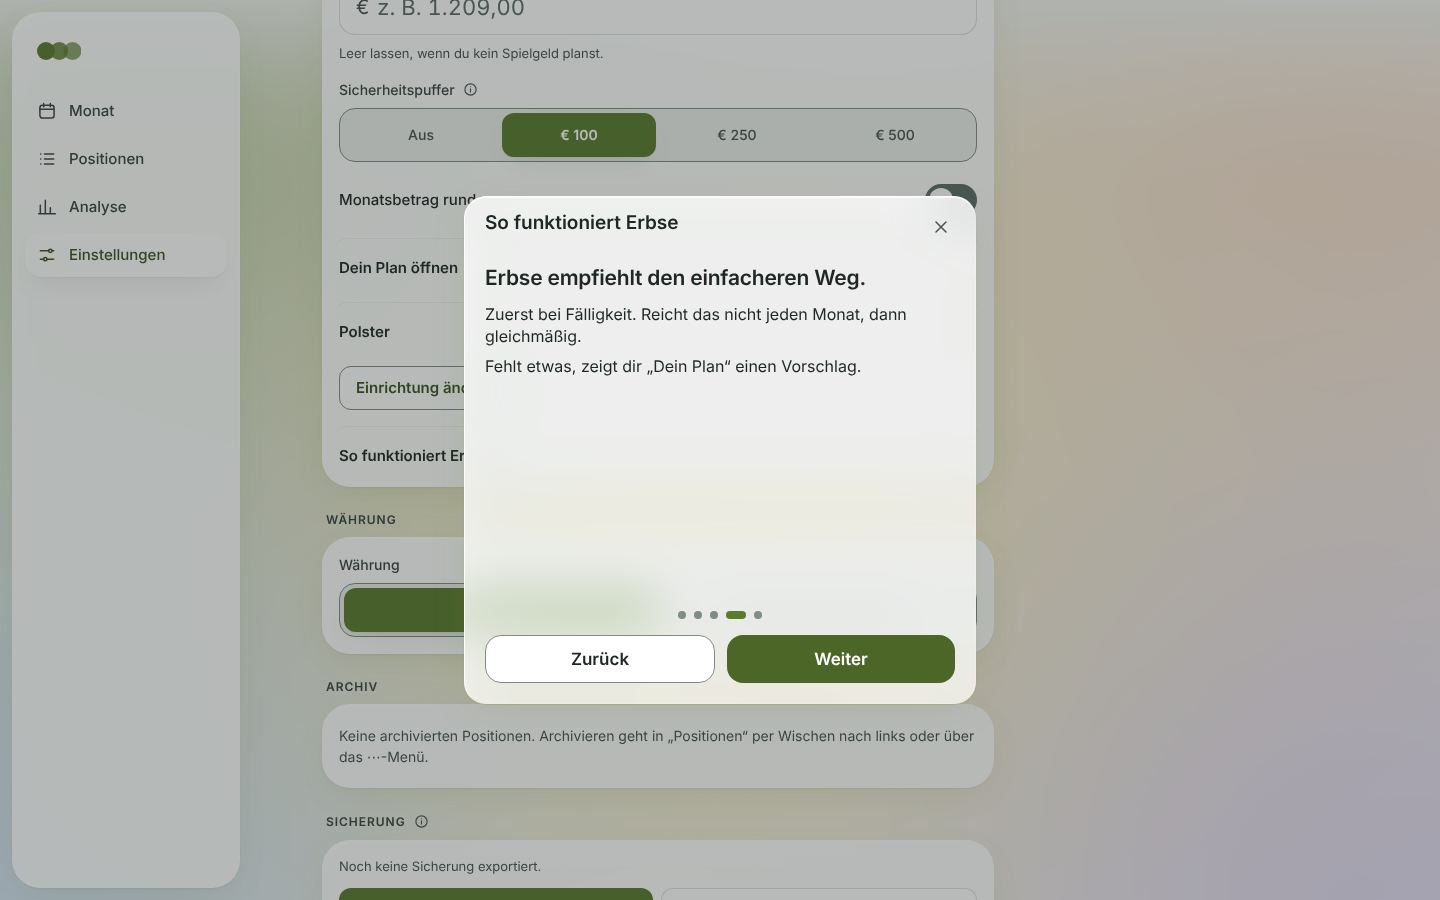 € z. B. 1.209,00
Leer lassen, wenn du kein Spielgeld planst.
Sicherheitspuffer
Aus
€ 100
€ 250
€ 500
Monat
Positionen
Analyse
Einstellungen
Monatsbetrag rund
Dein Plan öffnen
Polster
Einrichtung än
So funktioniert Er
So funktioniert Erbse
Erbse empfiehlt den einfacheren Weg.
Zuerst bei Fälligkeit. Reicht das nicht jeden Monat, dann
gleichmäßig.
Fehlt etwas, zeigt dir „Dein Plan“ einen Vorschlag.
Zurück
Weiter
WÄHRUNG
Währung
ARCHIV
Keine archivierten Positionen. Archivieren geht in „Positionen“ per Wischen nach links oder über
das ···-Menü.
SICHERUNG
Noch keine Sicherung exportiert.